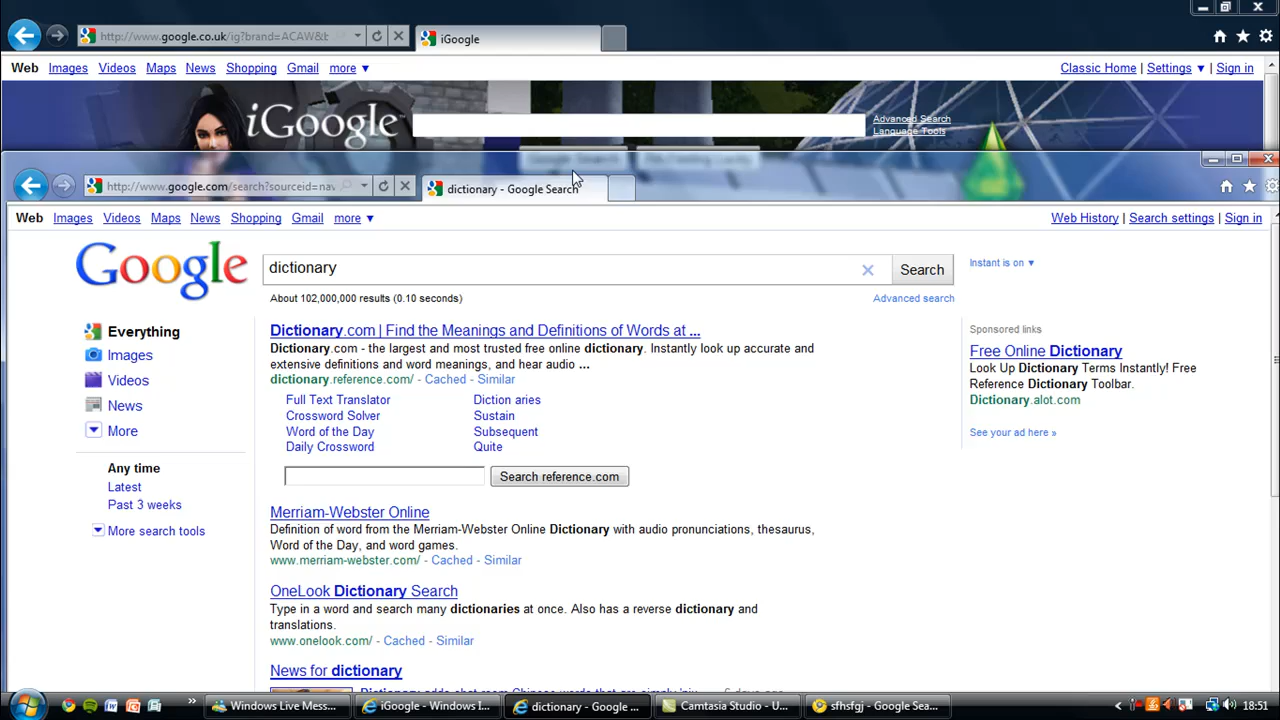 http://www.google.co.uk/ig?brand=ACAW&b
iGoogle
Web Images Videos Maps News Shopping Gmail more ▼
Classic Home | Settings ▼ | Sign in
iGoogle
Advanced Search
Language Tools
http://www.google.com/search?sourceid=nav
dictionary - Google Search
Web Images Videos Maps News Shopping Gmail more ▼
Web History | Search settings | Sign in
Google
dictionary
Search
Instant is on ▼
About 102,000,000 results (0.10 seconds)
Advanced search
Everything
Images
Videos
News
More
Any time
Latest
Past 3 weeks
More search tools
Dictionary.com | Find the Meanings and Definitions of Words at ...
Dictionary.com - the largest and most trusted free online dictionary. Instantly look up accurate and
extensive definitions and word meanings, and hear audio ...
dictionary.reference.com/ - Cached - Similar
Full Text Translator Diction aries
Crossword Solver Sustain
Word of the Day Subsequent
Daily Crossword Quite
Search reference.com
Merriam-Webster Online
Definition of word from the Merriam-Webster Online Dictionary with audio pronunciations, thesaurus,
Word of the Day, and word games.
www.merriam-webster.com/ - Cached - Similar
OneLook Dictionary Search
Type in a word and search many dictionaries at once. Also has a reverse dictionary and
translations.
www.onelook.com/ - Cached - Similar
News for dictionary
Sponsored links
Free Online Dictionary
Look Up Dictionary Terms Instantly! Free
Reference Dictionary Toolbar.
Dictionary.alot.com
See your ad here »
Windows Live Mess...
iGoogle - Windows I...
dictionary - Google ...
Camtasia Studio - U...
sfhsfgj - Google Sea...
18:51